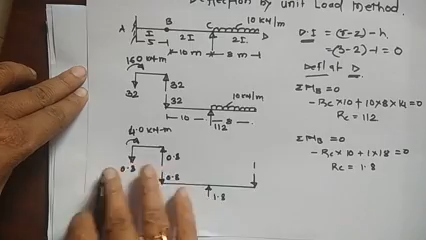 Deflection by Unit Load Method.
A B C 10 kN/m D
I 2I 2I
5 10 m 8 m
D.I = (r-2)-h
= (3-2)-1 = 0
Defl at D
160 kN-m
32 32
32 10 kN/m
10 8
112
ΣMB = 0
- Rc×10 + 10×8×14 = 0
Rc = 112
4.0 kN-m
0.8 0.8
0.8 1
1.8
ΣMB = 0
- Rc×10 + 1×18 = 0
Rc = 1.8